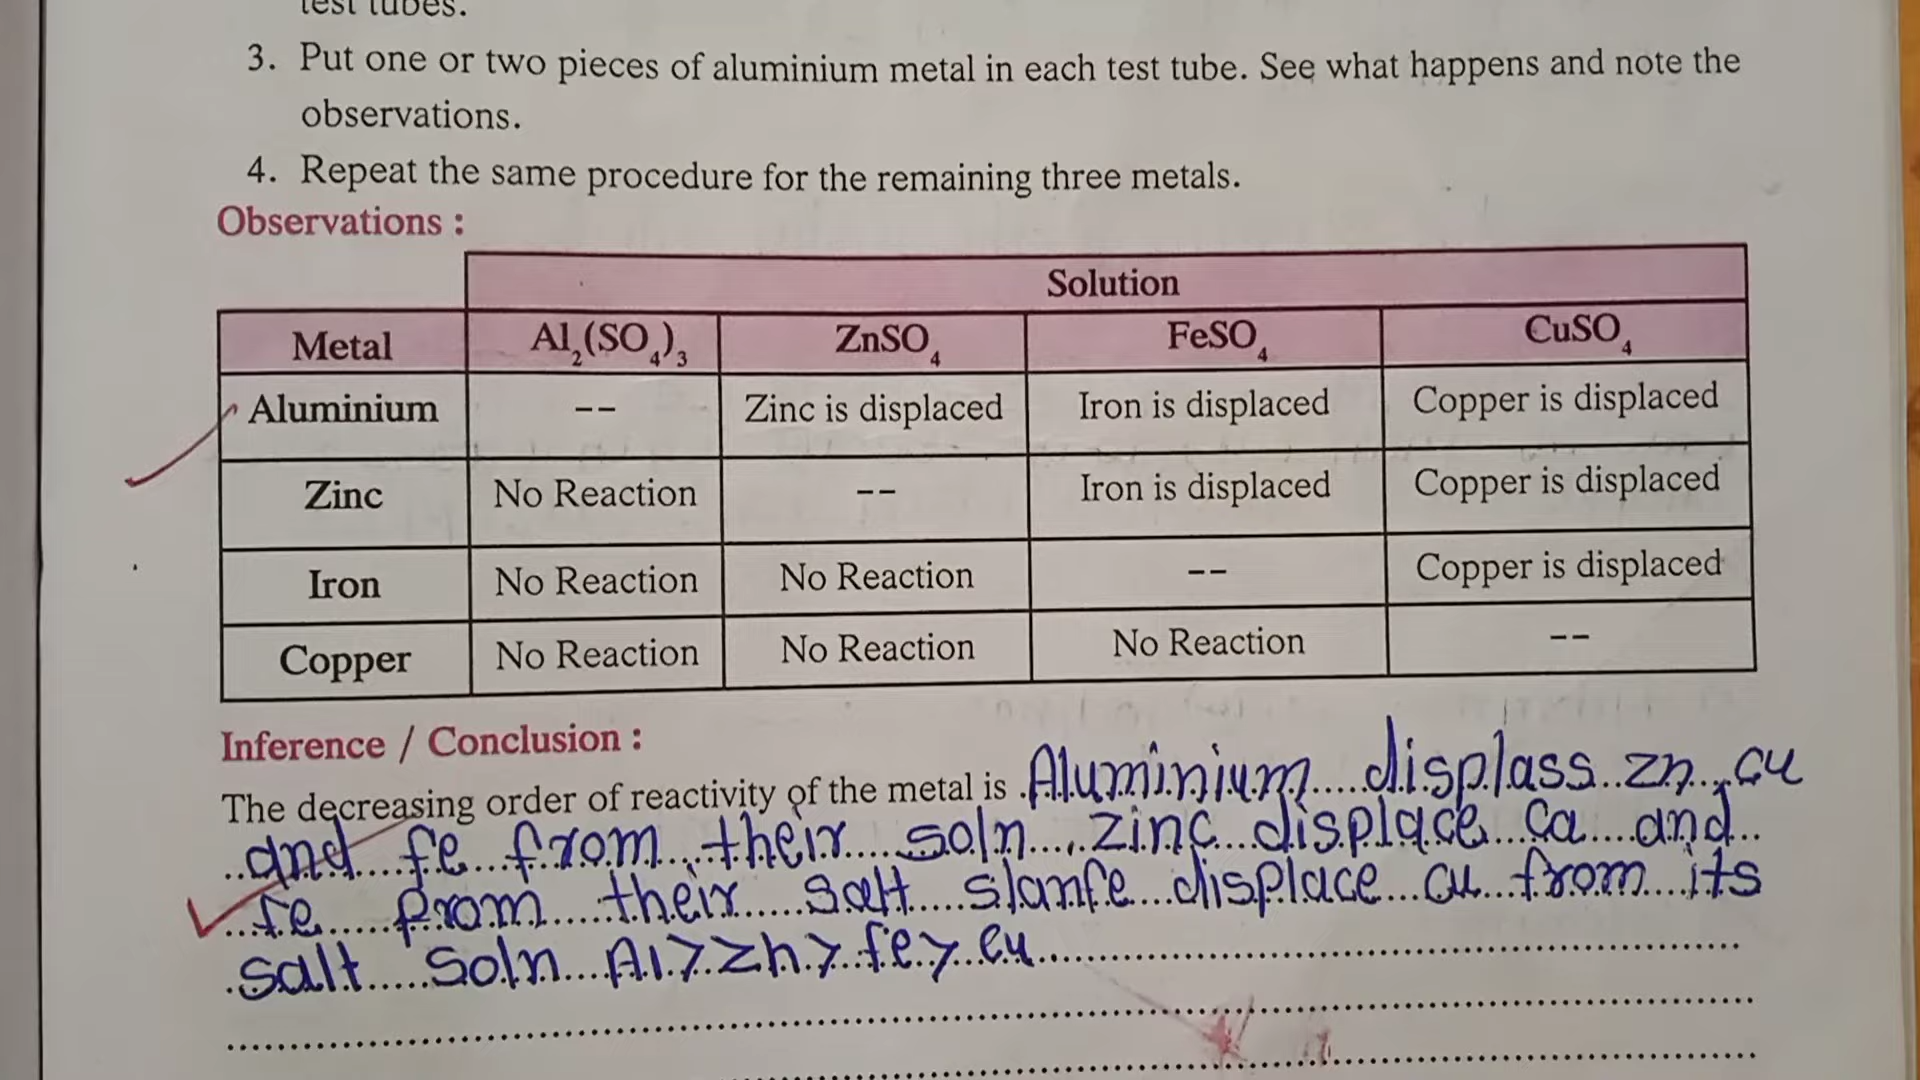 test tubes.
3. Put one or two pieces of aluminium metal in each test tube. See what happens and note the
observations.
4. Repeat the same procedure for the remaining three metals.
Observations :
Solution
Metal Al₂(SO₄)₃ ZnSO₄ FeSO₄ CuSO₄
Aluminium -- Zinc is displaced Iron is displaced Copper is displaced
Zinc No Reaction -- Iron is displaced Copper is displaced
Iron No Reaction No Reaction -- Copper is displaced
Copper No Reaction No Reaction No Reaction --
Inference / Conclusion :
The decreasing order of reactivity of the metal is Aluminium displass zn, cu
and fe from their soln, zinc displace Ca and
fe from their salt displace cu from its
salt soln Al > zn > fe > cu